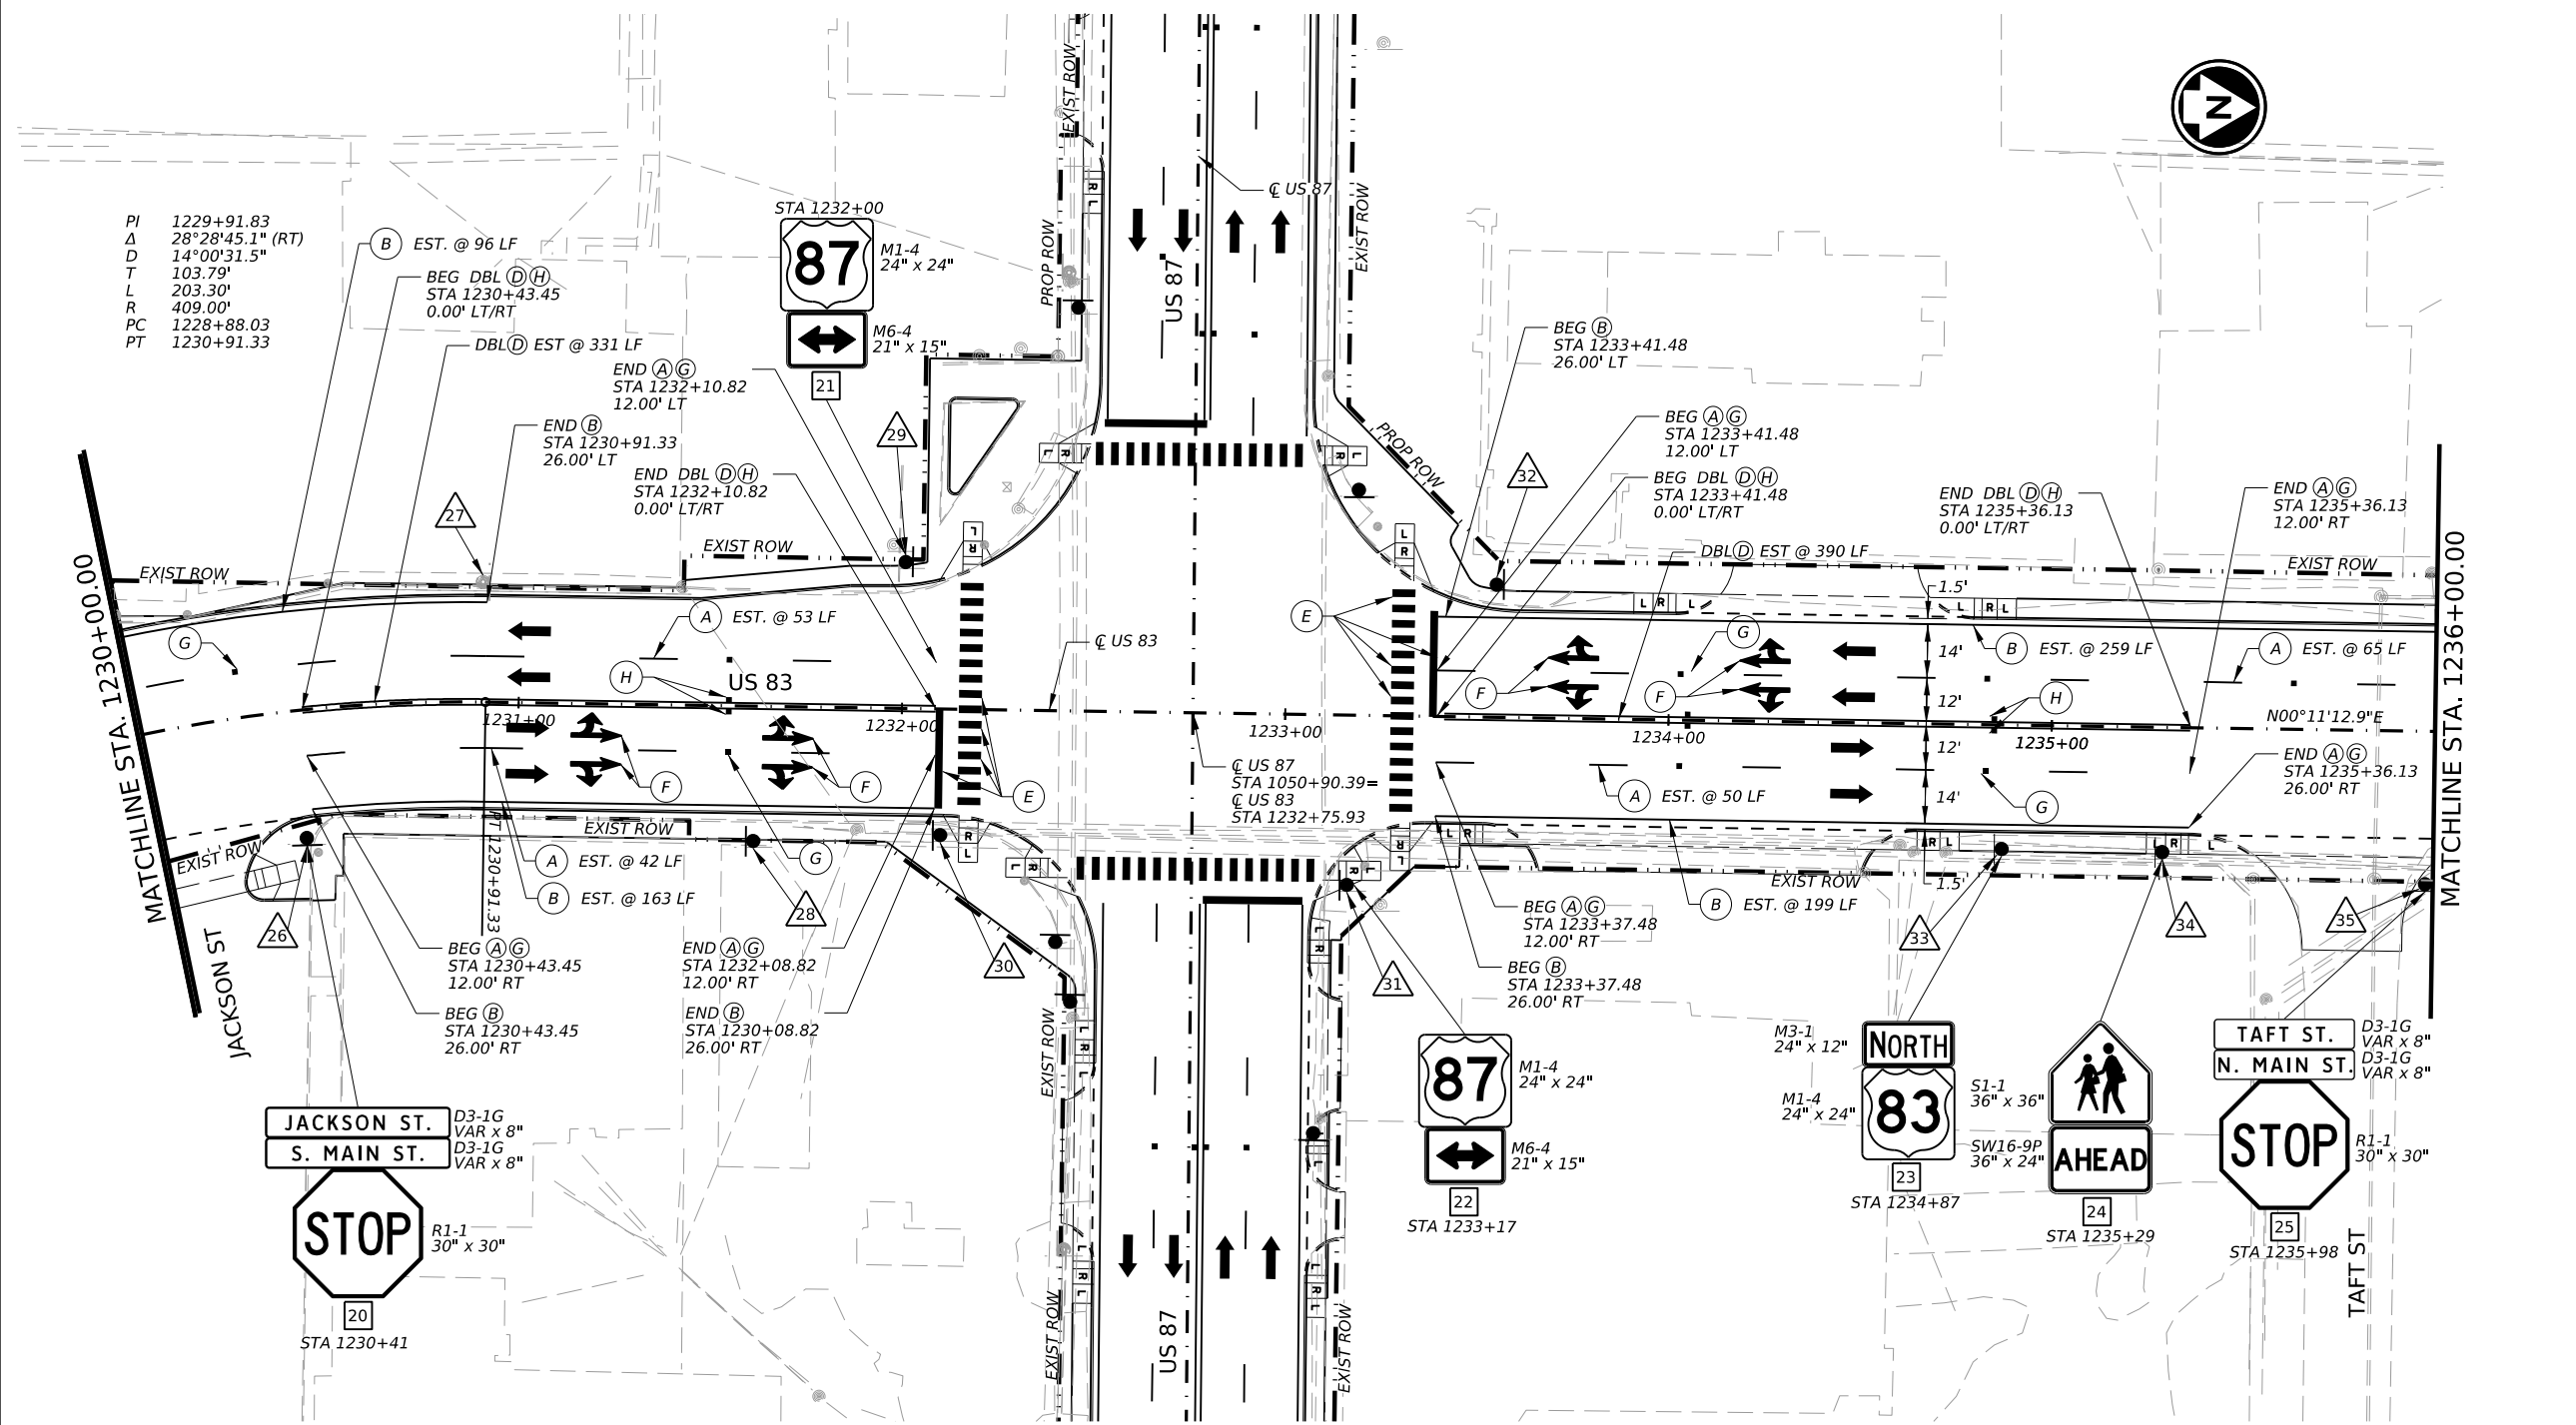 PI 1229+91.83
Δ 28°28'45.1" (RT)
D 14°00'31.5"
T 103.79'
L 203.30'
R 409.00'
PC 1228+88.03
PT 1230+91.33
B EST. @ 96 LF
BEG DBL D H
STA 1230+43.45
0.00' LT/RT
DBL D EST @ 331 LF
END A G
STA 1232+10.82
12.00' LT
END B
STA 1230+91.33
26.00' LT
END DBL D H
STA 1232+10.82
0.00' LT/RT
STA 1232+00
87
M1-4
24" x 24"
M6-4
21" x 15"
21
29
27
EXIST ROW
PROP ROW
EXIST ROW
℄ US 87
US 87
EXIST ROW
PROP ROW
N
BEG B
STA 1233+41.48
26.00' LT
BEG A G
STA 1233+41.48
12.00' LT
BEG DBL D H
STA 1233+41.48
0.00' LT/RT
32
DBL D EST @ 390 LF
END DBL D H
STA 1235+36.13
0.00' LT/RT
END A G
STA 1235+36.13
12.00' RT
EXIST ROW
EXIST ROW
MATCHLINE STA. 1230+00.00
MATCHLINE STA. 1236+00.00
G
A EST. @ 53 LF
H
US 83
℄ US 83
E
1231+00
1232+00
1233+00
1234+00
1235+00
F
F
E
G
F
F
1.5'
14'
12'
12'
14'
1.5'
B EST. @ 259 LF
A EST. @ 65 LF
H
N00°11'12.9"E
G
END A G
STA 1235+36.13
26.00' RT
℄ US 87
STA 1050+90.39=
℄ US 83
STA 1232+75.93
A EST. @ 50 LF
EXIST ROW
EXIST ROW
PT 1230+91.33
A EST. @ 42 LF
B EST. @ 163 LF
G
28
26
30
31
33
34
35
EXIST ROW
B EST. @ 199 LF
BEG A G
STA 1230+43.45
12.00' RT
BEG B
STA 1230+43.45
26.00' RT
END A G
STA 1232+08.82
12.00' RT
END B
STA 1230+08.82
26.00' RT
BEG A G
STA 1233+37.48
12.00' RT
BEG B
STA 1233+37.48
26.00' RT
JACKSON ST
EXIST ROW
EXIST ROW
EXIST ROW
US 87
JACKSON ST.
D3-1G
VAR x 8"
S. MAIN ST.
D3-1G
VAR x 8"
STOP
R1-1
30" x 30"
20
STA 1230+41
87
M1-4
24" x 24"
M6-4
21" x 15"
22
STA 1233+17
M3-1
24" x 12"
NORTH
M1-4
24" x 24"
83
23
STA 1234+87
S1-1
36" x 36"
SW16-9P
36" x 24"
AHEAD
24
STA 1235+29
TAFT ST.
D3-1G
VAR x 8"
N. MAIN ST.
D3-1G
VAR x 8"
STOP
R1-1
30" x 30"
25
STA 1235+98
TAFT ST
L R
L R
L R
R L
L R
L R
L R L
L R L
R L
L R
R L
R L
L R
R L
L R
L R L
L R L
L R L
L R L
L R L